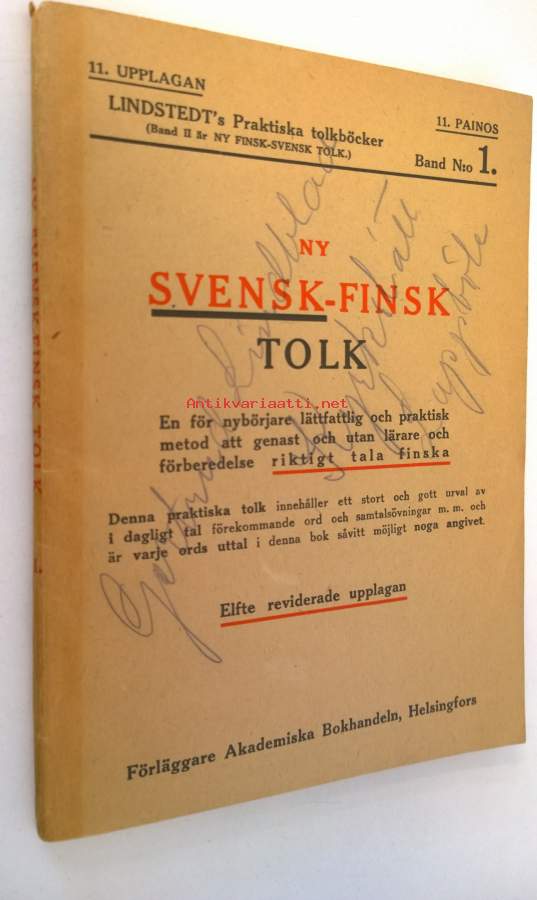 11. UPPLAGAN
11. PAINOS
LINDSTEDT's Praktiska tolkböcker
(Band II är NY FINSK-SVENSK TOLK.)
Band N:o 1.
NY
SVENSK-FINSK
TOLK
Antikvariaatti.net
En för nybörjare lättfattlig och praktisk
metod att genast och utan lärare och
förberedelse riktigt tala finska
Denna praktiska tolk innehåller ett stort och gott urval av
i dagligt tal förekommande ord och samtalsövningar m. m. och
är varje ords uttal i denna bok såvitt möjligt noga angivet.
Elfte reviderade upplagan
Förläggare Akademiska Bokhandeln, Helsingfors
NY SVENSK-FINSK TOLK
Gertrud Lindblad